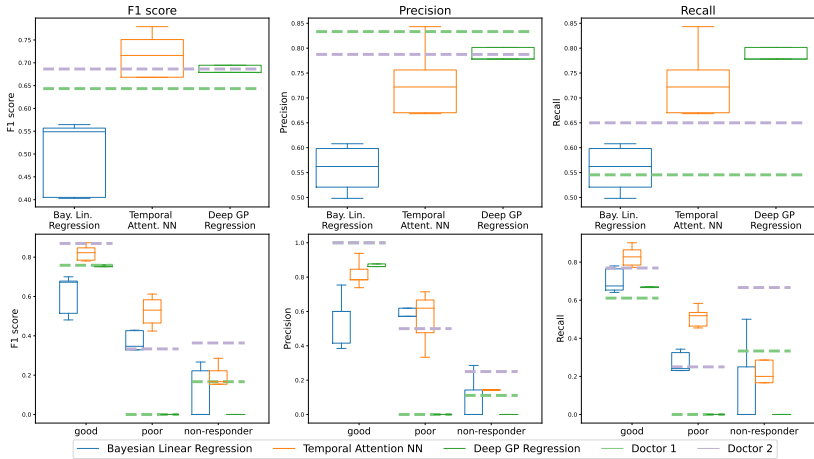 F1 score
Precision
Recall
F1 score
0.75
0.70
0.65
0.60
0.55
0.50
0.45
0.40
Bay. Lin.
Regression
Temporal
Attent. NN
Deep GP
Regression
Precision
0.85
0.80
0.75
0.70
0.65
0.60
0.55
0.50
Bay. Lin.
Regression
Temporal
Attent. NN
Deep GP
Regression
Recall
0.85
0.80
0.75
0.70
0.65
0.60
0.55
0.50
Bay. Lin.
Regression
Temporal
Attent. NN
Deep GP
Regression
F1 score
0.8
0.6
0.4
0.2
0.0
good
poor
non-responder
Precision
1.0
0.8
0.6
0.4
0.2
0.0
good
poor
non-responder
Recall
0.8
0.6
0.4
0.2
0.0
good
poor
non-responder
Bayesian Linear Regression
Temporal Attention NN
Deep GP Regression
Doctor 1
Doctor 2